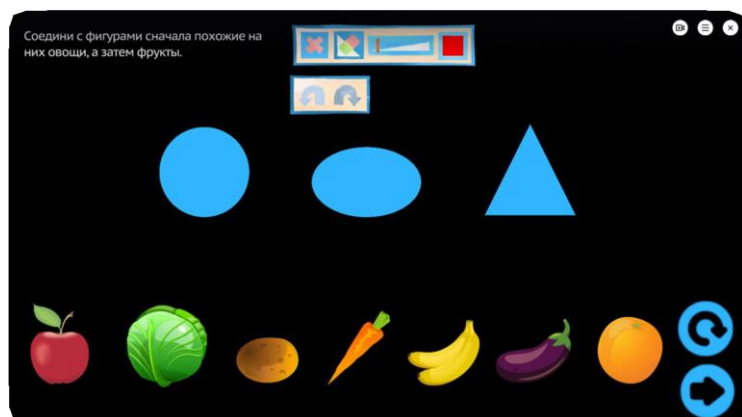 Соедини с фигурами сначала похожие на
них овощи, а затем фрукты.